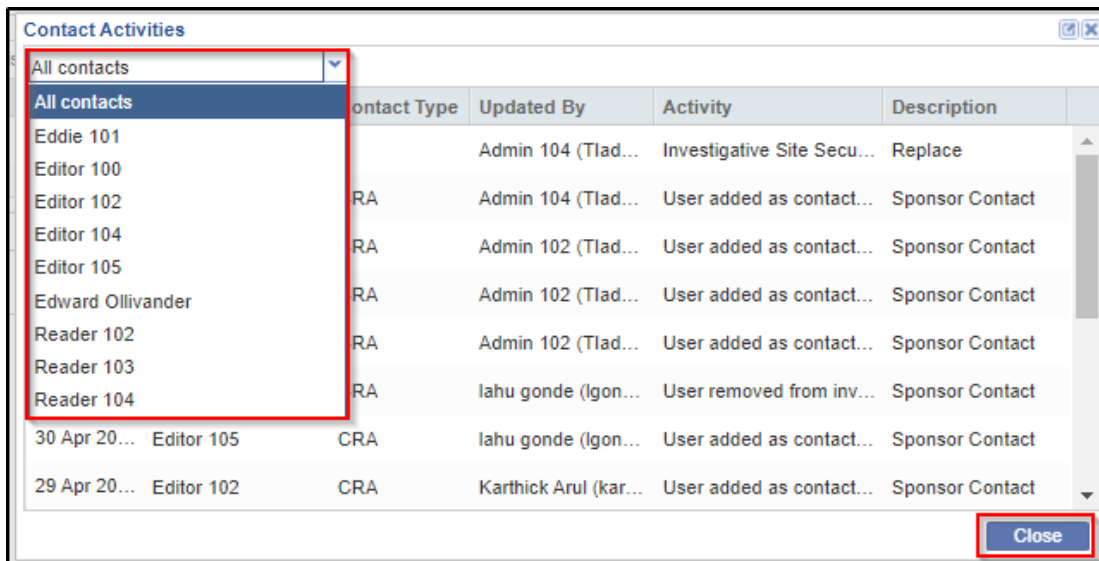 Contact Activities
All contacts
All contacts
Eddie 101
Editor 100
Editor 102
Editor 104
Editor 105
Edward Ollivander
Reader 102
Reader 103
Reader 104
ontact Type Updated By Activity Description
Admin 104 (Tlad... Investigative Site Secu... Replace
RA Admin 104 (Tlad... User added as contact... Sponsor Contact
RA Admin 102 (Tlad... User added as contact... Sponsor Contact
RA Admin 102 (Tlad... User added as contact... Sponsor Contact
RA Admin 102 (Tlad... User added as contact... Sponsor Contact
RA lahu gonde (lgon... User removed from inv... Sponsor Contact
30 Apr 20... Editor 105 CRA lahu gonde (lgon... User added as contact... Sponsor Contact
29 Apr 20... Editor 102 CRA Karthick Arul (kar... User added as contact... Sponsor Contact
Close